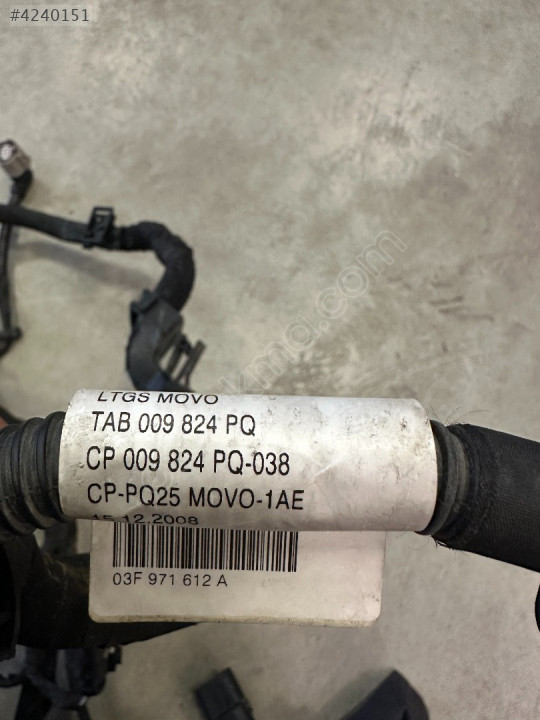 #4240151
LTGS MOVO
TAB 009 824 PQ
CP 009 824 PQ-038
CP-PQ25 MOVO-1AE
15.12.2008
03F 971 612 A